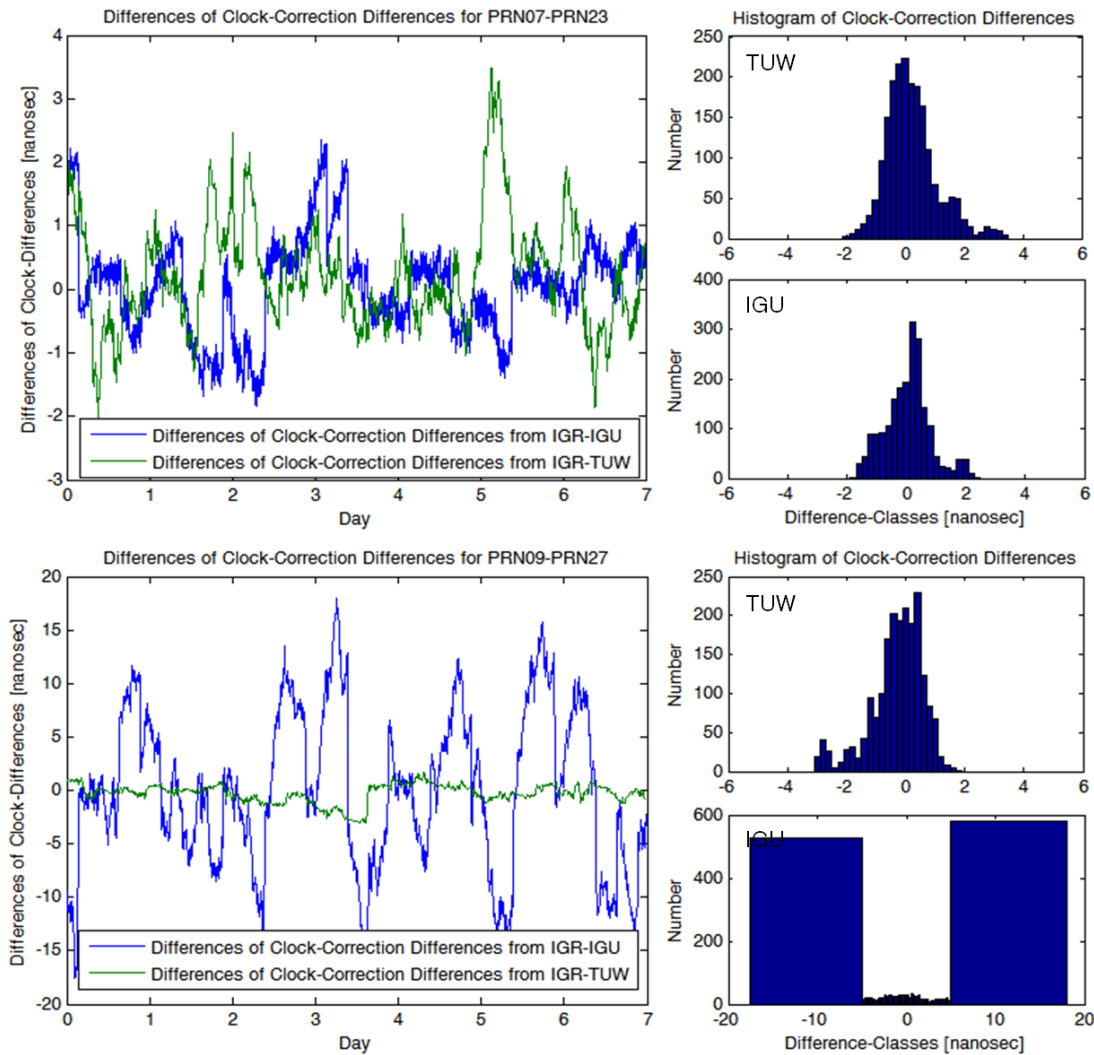 Differences of Clock-Correction Differences for PRN07-PRN23
Differences of Clock-Differences [nanosec]
4
3
2
1
0
-1
-2
-3
0 1 2 3 4 5 6 7
Day
Differences of Clock-Correction Differences from IGR-IGU
Differences of Clock-Correction Differences from IGR-TUW
Histogram of Clock-Correction Differences
TUW
Number
250
200
150
100
50
0
-6 -4 -2 0 2 4 6
IGU
Number
400
300
200
100
0
-6 -4 -2 0 2 4 6
Difference-Classes [nanosec]
Differences of Clock-Correction Differences for PRN09-PRN27
Differences of Clock-Differences [nanosec]
20
15
10
5
0
-5
-10
-15
-20
0 1 2 3 4 5 6 7
Day
Differences of Clock-Correction Differences from IGR-IGU
Differences of Clock-Correction Differences from IGR-TUW
Histogram of Clock-Correction Differences
TUW
Number
250
200
150
100
50
0
-6 -4 -2 0 2 4 6
IGU
Number
600
400
200
0
-20 -10 0 10 20
Difference-Classes [nanosec]